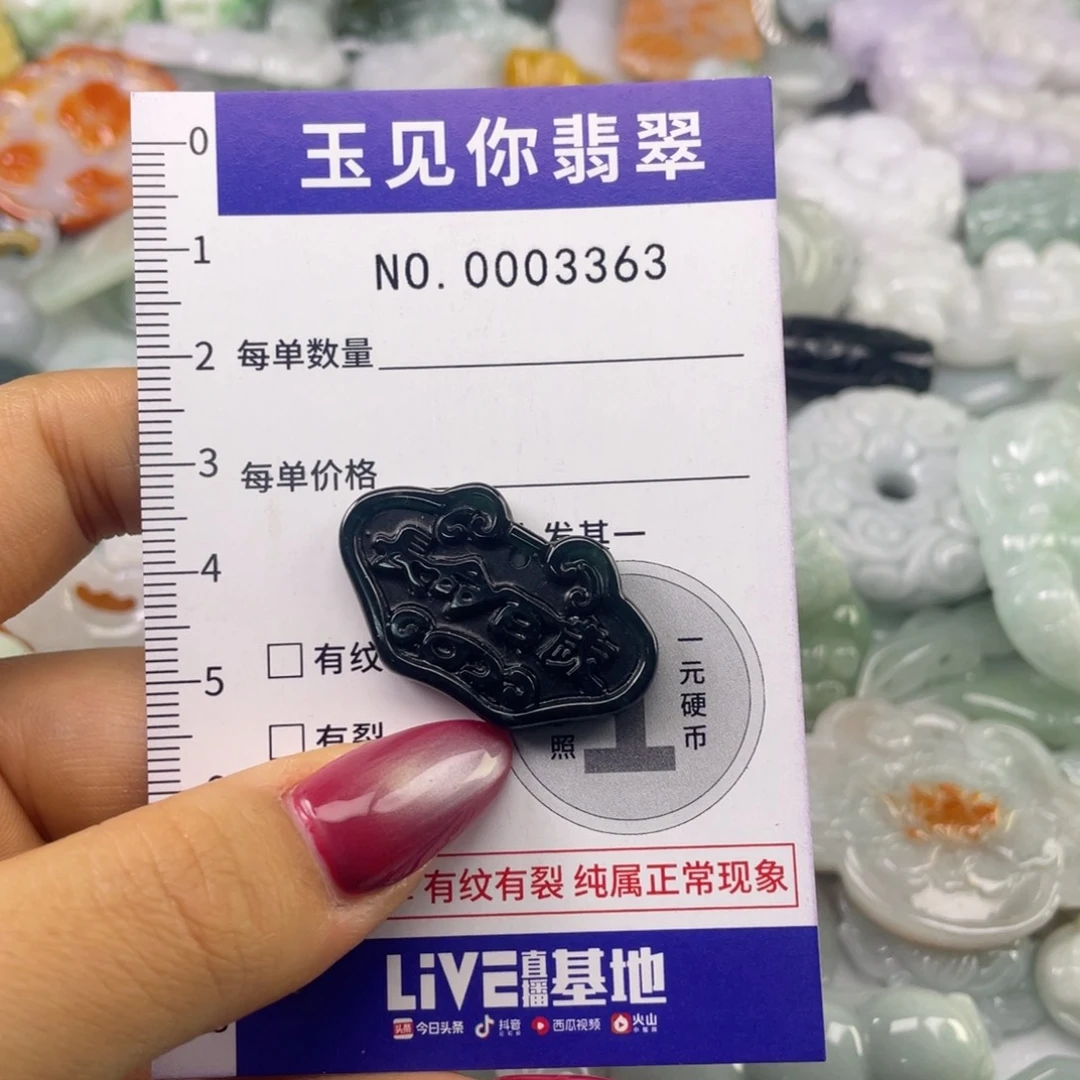 玉见你翡翠
NO. 0003363
0
1
2
3
4
5
每单数量
每单价格
发基一
有纹
有裂
一元硬币
照
1
有纹有裂 纯属正常现象
LiVE直播基地
头条 今日头条 抖音 西瓜视频 火山